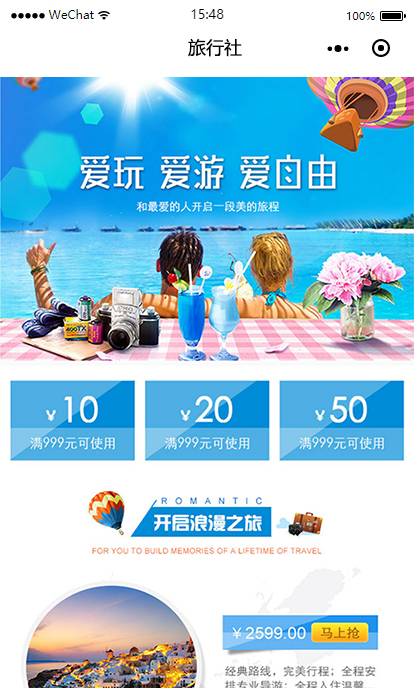 WeChat 15:48 100%
旅行社
爱玩 爱游 爱自由
和最爱的人开启一段美的旅程
400TX
¥10 ¥20 ¥50
满999元可使用 满999元可使用 满999元可使用
ROMANTIC
开启浪漫之旅
FOR YOU TO BUILD MEMORIES OF A LIFETIME OF TRAVEL
¥2599.00 马上抢
经典路线，完美行程；全程安
排专业导游；全程入住温馨